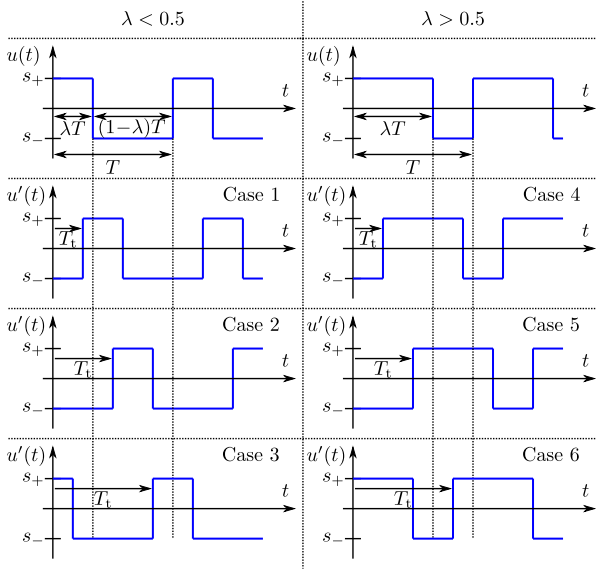 λ < 0.5
λ > 0.5
u(t)
s₊
t
λT
(1−λ)T
s₋
T
s₊
t
λT
s₋
T
u′(t)
Case 1
s₊
t
Tₜ
s₋
u′(t)
Case 4
s₊
t
Tₜ
s₋
u′(t)
Case 2
s₊
t
Tₜ
s₋
u′(t)
Case 5
s₊
t
Tₜ
s₋
u′(t)
Case 3
s₊
t
Tₜ
s₋
u′(t)
Case 6
s₊
t
Tₜ
s₋